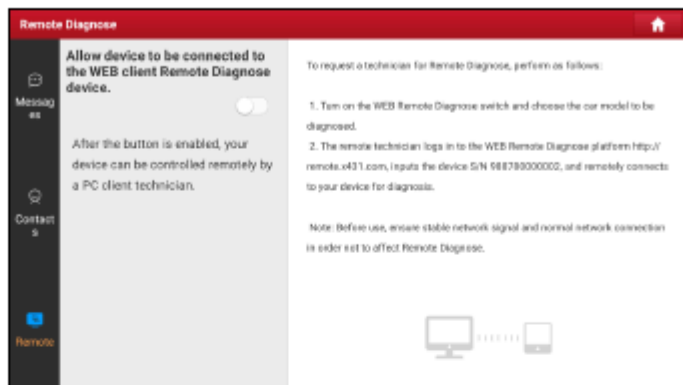 Remote Diagnose
Messag
es
Contact
s
Remote
Allow device to be connected to
the WEB client Remote Diagnose
device.
After the button is enabled, your
device can be controlled remotely by
a PC client technician.
To request a technician for Remote Diagnose, perform as follows:
1. Turn on the WEB Remote Diagnose switch and choose the car model to be
diagnosed.
2. The remote technician logs in to the WEB Remote Diagnose platform http://
remote.x431.com, inputs the device S/N 988780000002, and remotely connects
to your device for diagnosis.
Note: Before use, ensure stable network signal and normal network connection
in order not to affect Remote Diagnose.